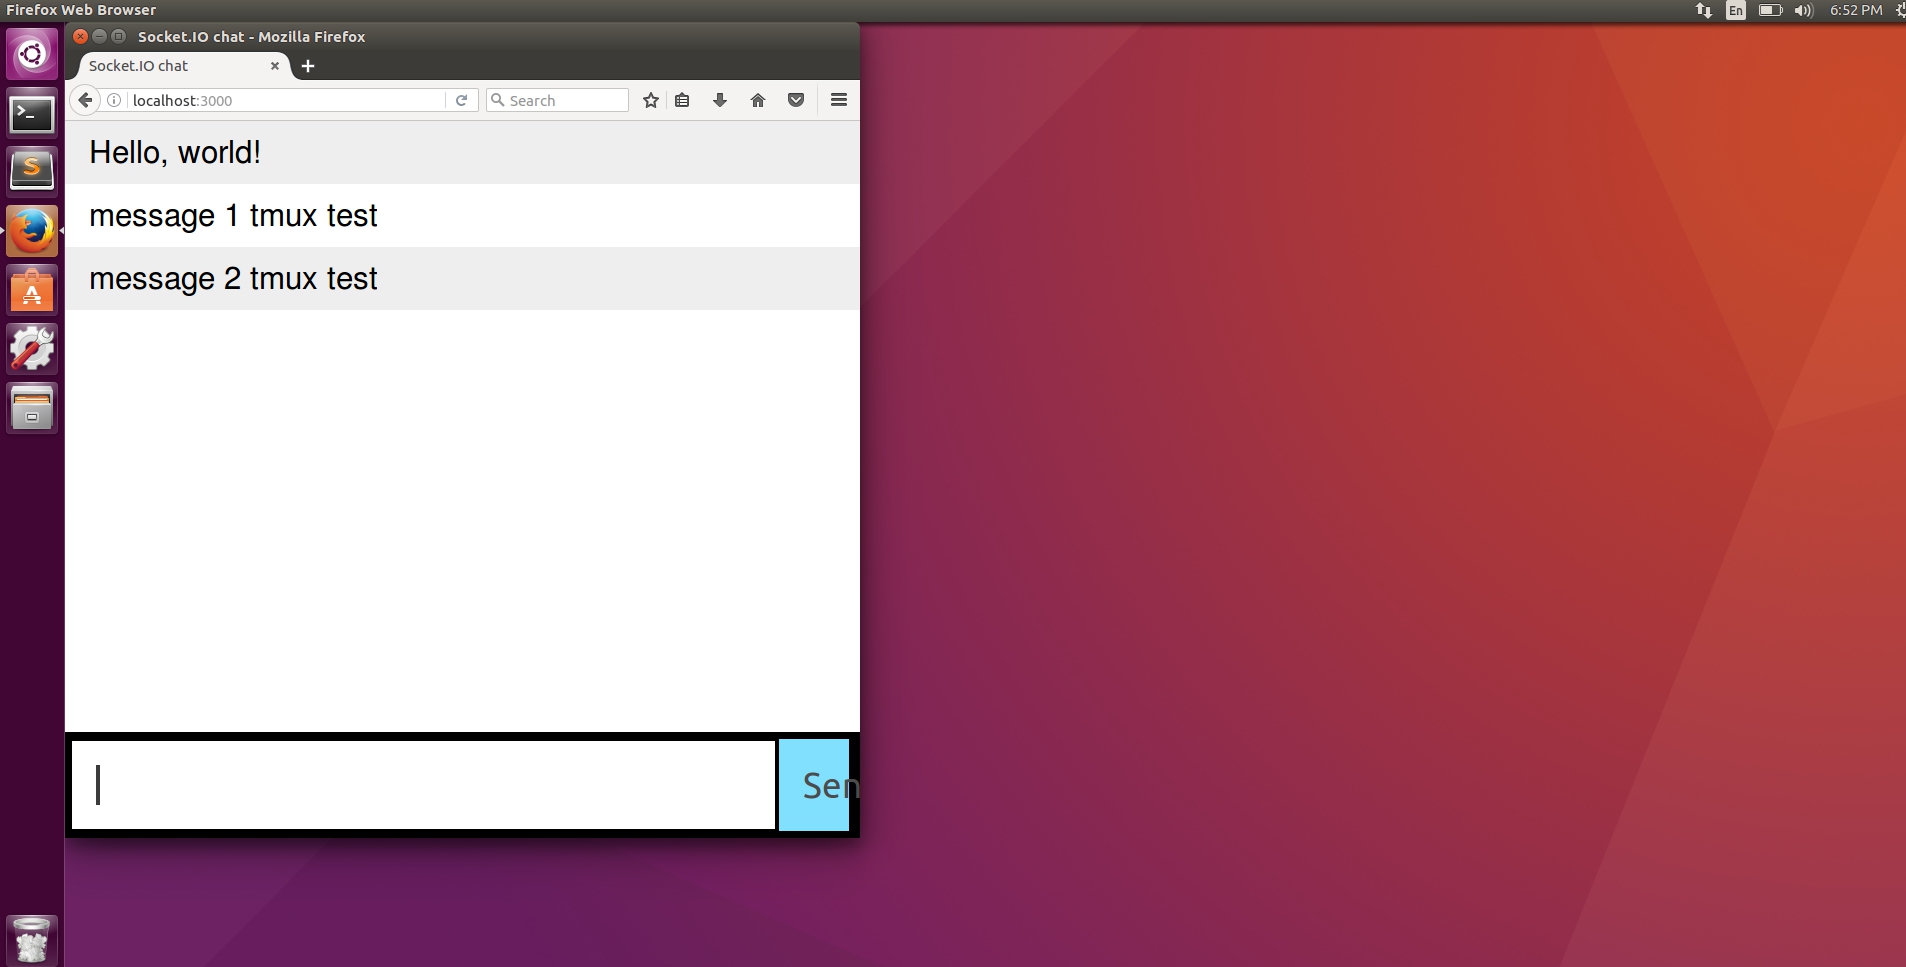 Firefox Web Browser
En
6:52 PM
Socket.IO chat - Mozilla Firefox
Socket.IO chat
localhost:3000
Search
Hello, world!
message 1 tmux test
message 2 tmux test
Sen